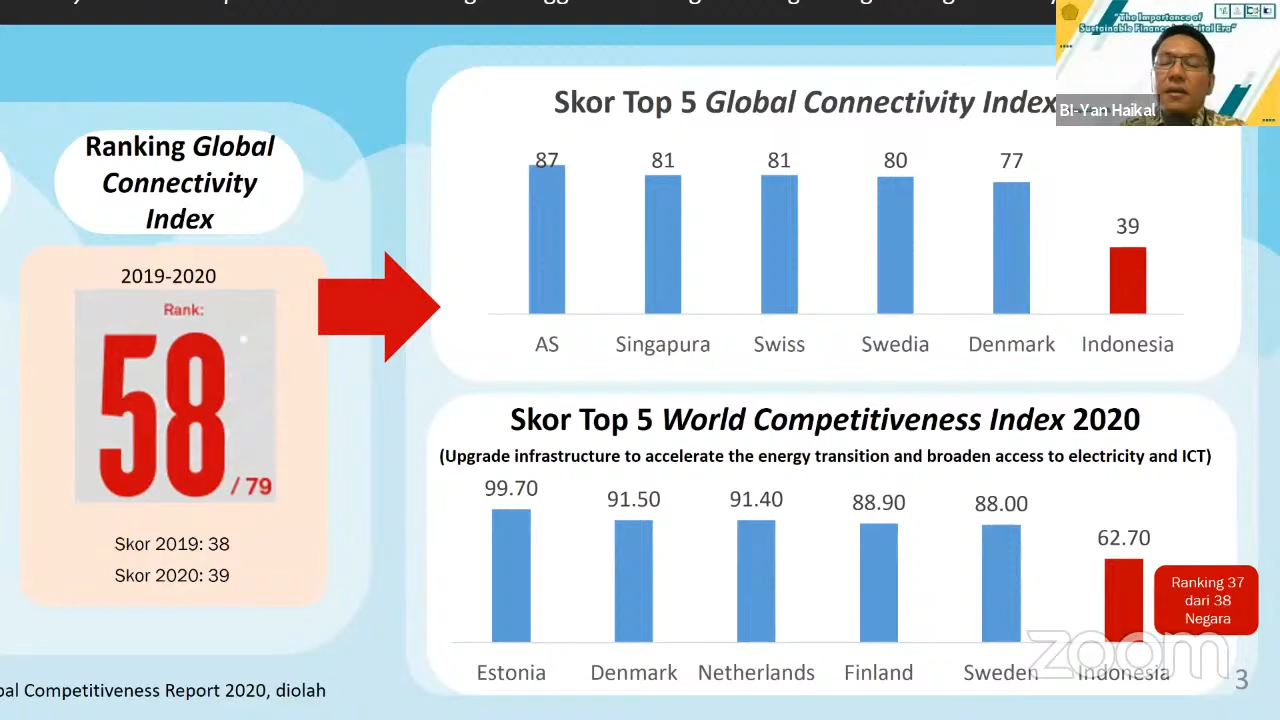 "The Importance of
Sustainable Finance in Digital Era"
BI-Yan Haikal
Ranking Global
Connectivity
Index
2019-2020
Rank:
58
/ 79
Skor 2019: 38
Skor 2020: 39
Skor Top 5 Global Connectivity Index
87 81 81 80 77 39
AS Singapura Swiss Swedia Denmark Indonesia
Skor Top 5 World Competitiveness Index 2020
(Upgrade infrastructure to accelerate the energy transition and broaden access to electricity and ICT)
99.70 91.50 91.40 88.90 88.00 62.70
Ranking 37
dari 38
Negara
Estonia Denmark Netherlands Finland Sweden Indonesia
zoom
Competitiveness Report 2020, diolah
3